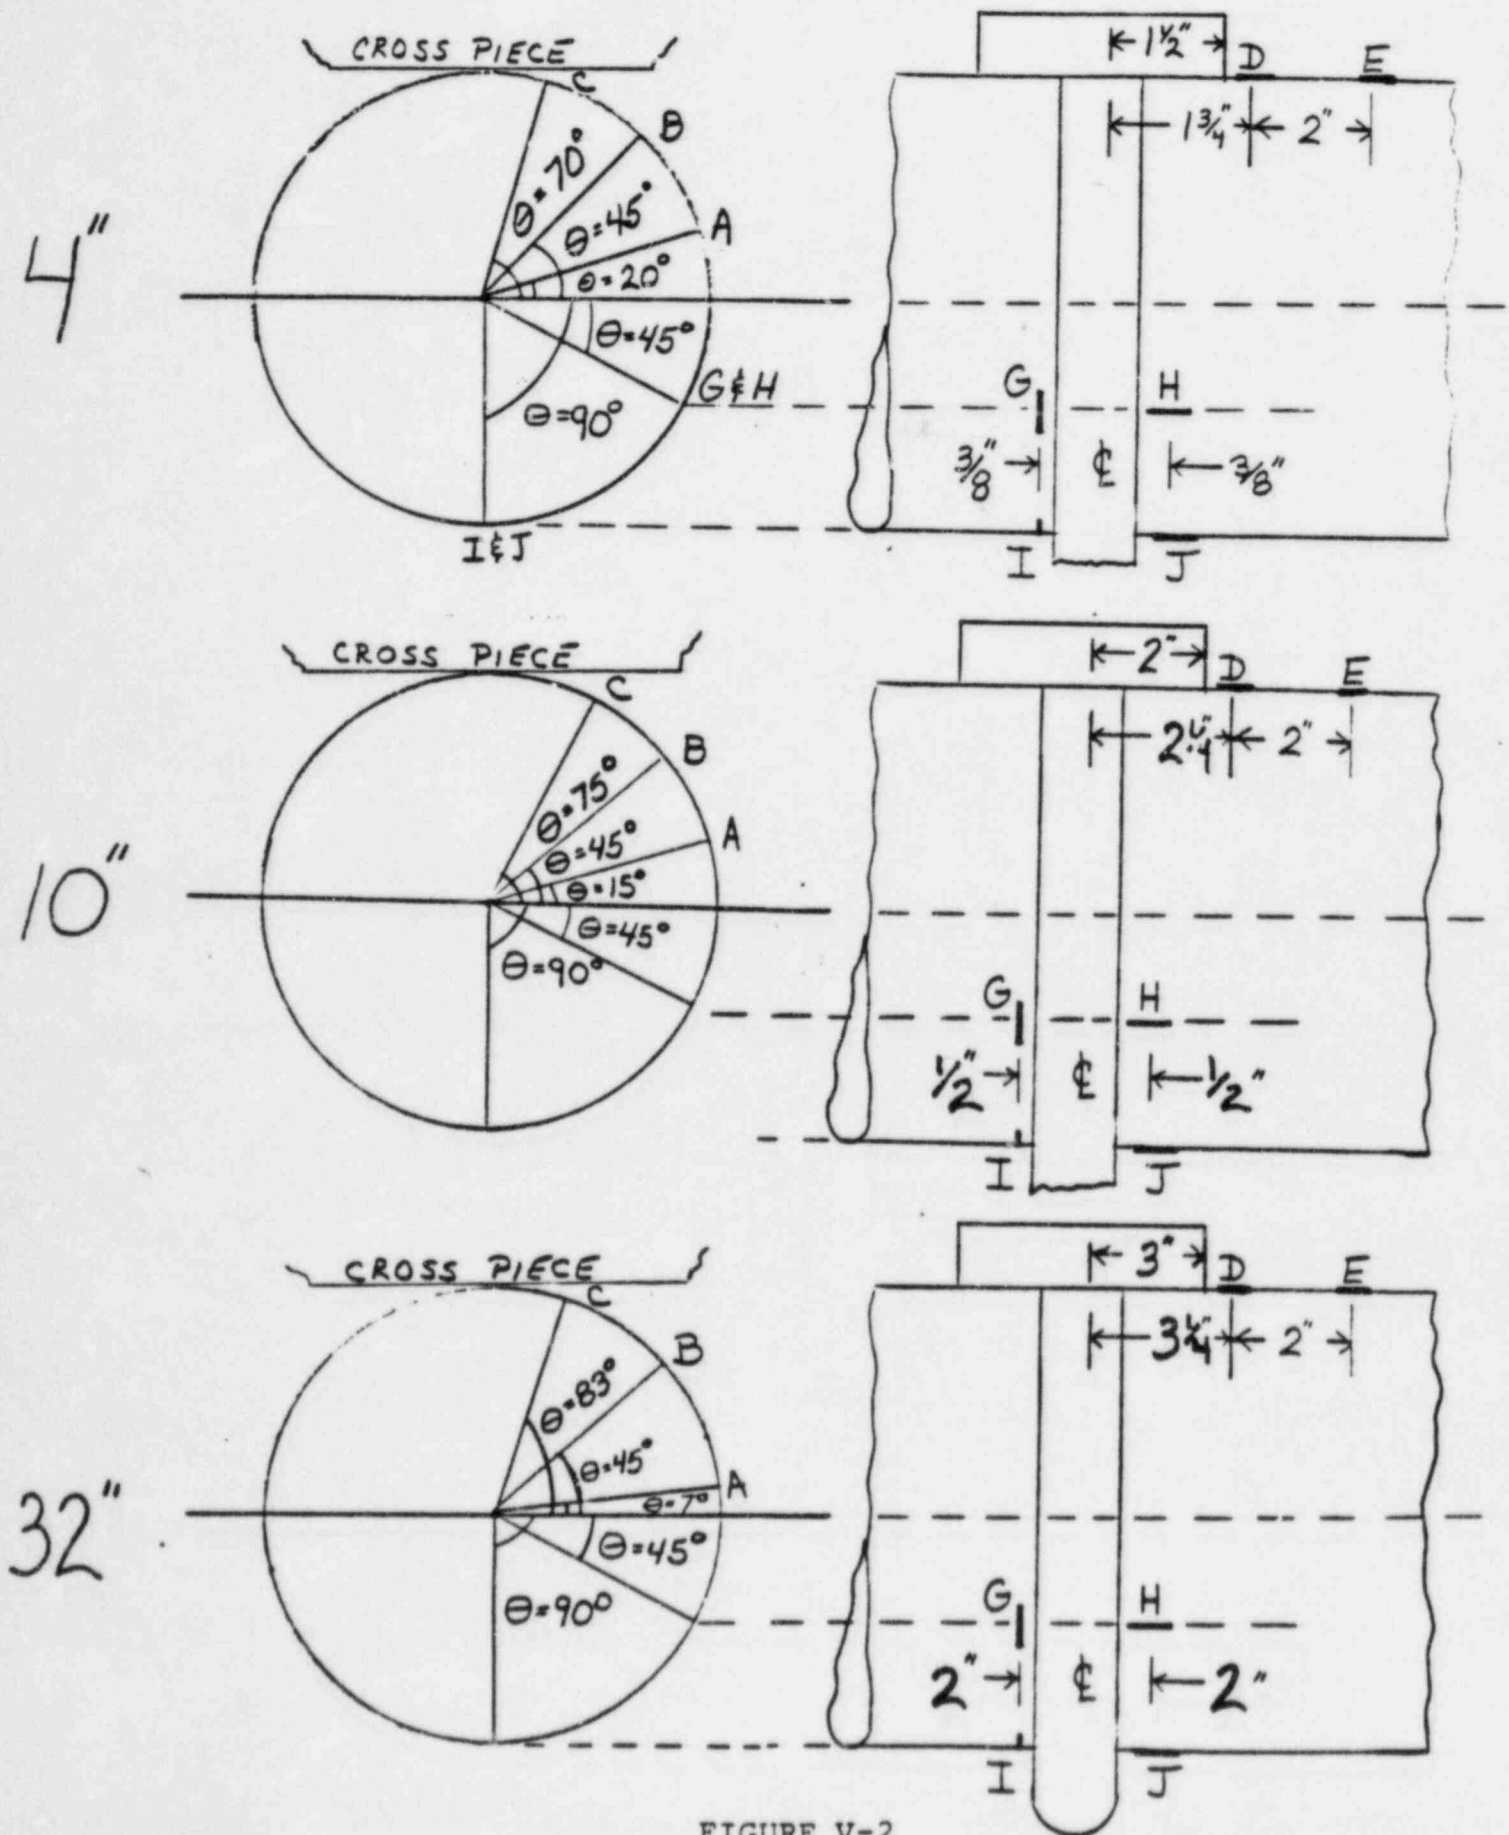 4"
CROSS PIECE
C
B
A
θ=70°
θ=45°
θ=20°
θ=45°
θ=90°
G&H
I&J
1½"
D
E
1¾"
2"
G
H
3/8"
℄
3/8"
I
J
10"
CROSS PIECE
C
B
A
θ=75°
θ=45°
θ=15°
θ=45°
θ=90°
2"
D
E
2¼"
2"
G
H
1/2"
℄
1/2"
I
J
32"
CROSS PIECE
C
B
A
θ=83°
θ=45°
θ=7°
θ=45°
θ=90°
3"
D
E
3¼"
2"
G
H
2"
℄
2"
I
J
FIGURE V-2